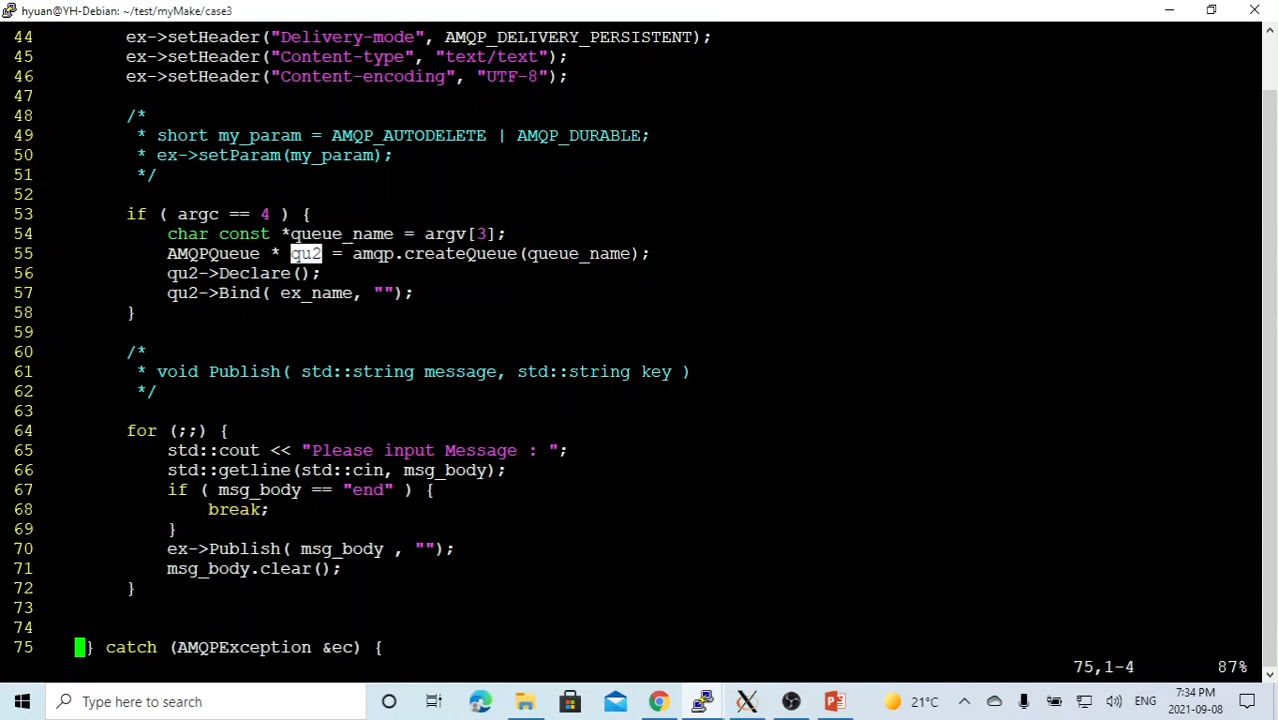 hyuan@YH-Debian: ~/test/myMake/case3
44 ex->setHeader("Delivery-mode", AMQP_DELIVERY_PERSISTENT);
45 ex->setHeader("Content-type", "text/text");
46 ex->setHeader("Content-encoding", "UTF-8");
47
48 /*
49 * short my_param = AMQP_AUTODELETE | AMQP_DURABLE;
50 * ex->setParam(my_param);
51 */
52
53 if ( argc == 4 ) {
54 char const *queue_name = argv[3];
55 AMQPQueue * qu2 = amqp.createQueue(queue_name);
56 qu2->Declare();
57 qu2->Bind( ex_name, "");
58 }
59
60 /*
61 * void Publish( std::string message, std::string key )
62 */
63
64 for (;;) {
65 std::cout << "Please input Message : ";
66 std::getline(std::cin, msg_body);
67 if ( msg_body == "end" ) {
68 break;
69 }
70 ex->Publish( msg_body , "");
71 msg_body.clear();
72 }
73
74
75 } catch (AMQPException &ec) {
75,1-4 87%
Type here to search
21°C
ENG
7:34 PM
2021-09-08